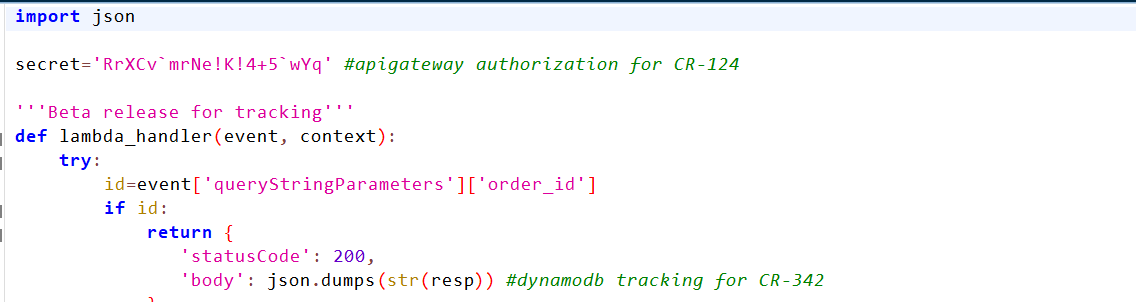 import json
secret='RrXCv`mrNe!K!4+5`wYq' #apigateway authorization for CR-124
'''Beta release for tracking'''
def lambda_handler(event, context):
try:
id=event['queryStringParameters']['order_id']
if id:
return {
'statusCode': 200,
'body': json.dumps(str(resp)) #dynamodb tracking for CR-342
}